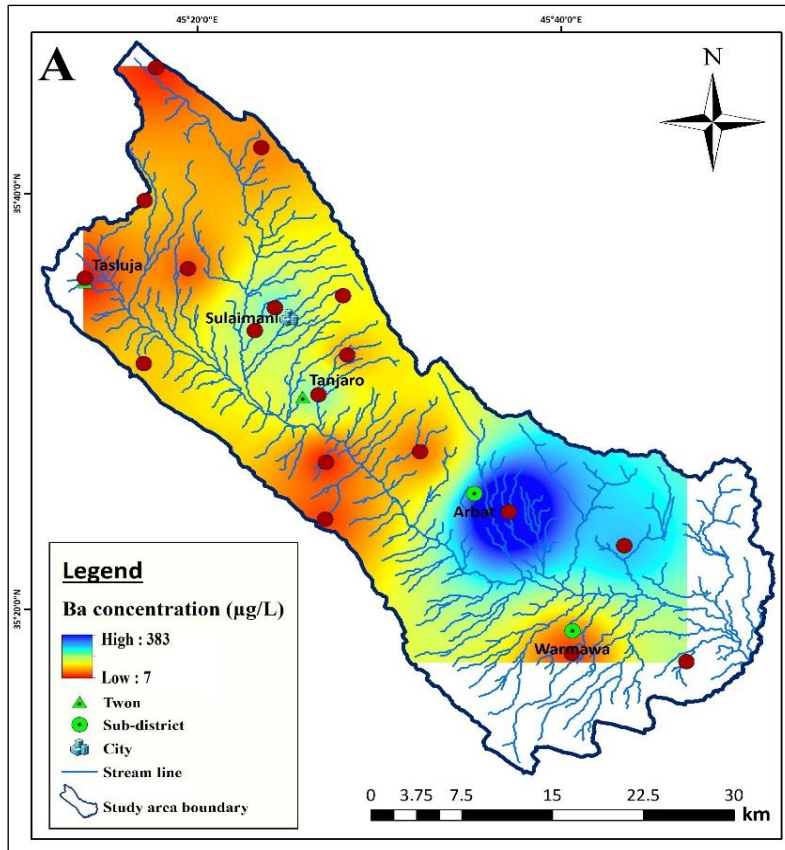 45°20'0"E
45°40'0"E
A
N
35°40'0"N
Tasluja
Sulaimani
Tanjaro
Arbat
35°20'0"N
Warmawa
Legend
Ba concentration (µg/L)
High : 383
Low : 7
Twon
Sub-district
City
Stream line
Study area boundary
0 3.75 7.5 15 22.5 30
km